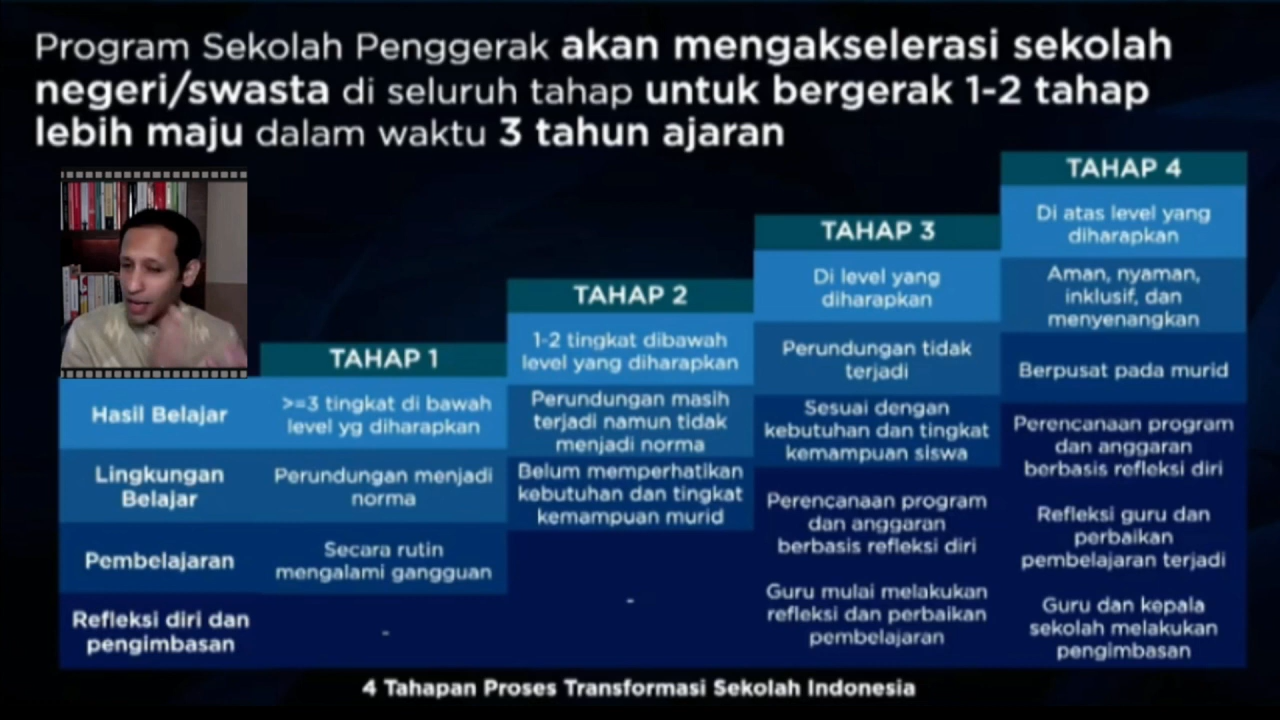 Program Sekolah Penggerak akan mengakselerasi sekolah
negeri/swasta di seluruh tahap untuk bergerak 1-2 tahap
lebih maju dalam waktu 3 tahun ajaran
Hasil Belajar
Lingkungan
Belajar
Pembelajaran
Refleksi diri dan
pengimbasan
TAHAP 1
>=3 tingkat di bawah
level yg diharapkan
Perundungan menjadi
norma
Secara rutin
mengalami gangguan
-
TAHAP 2
1-2 tingkat dibawah
level yang diharapkan
Perundungan masih
terjadi namun tidak
menjadi norma
Belum memperhatikan
kebutuhan dan tingkat
kemampuan murid
-
TAHAP 3
Di level yang
diharapkan
Perundungan tidak
terjadi
Sesuai dengan
kebutuhan dan tingkat
kemampuan siswa
Perencanaan program
dan anggaran
berbasis refleksi diri
Guru mulai melakukan
refleksi dan perbaikan
pembelajaran
TAHAP 4
Di atas level yang
diharapkan
Aman, nyaman,
inklusif, dan
menyenangkan
Berpusat pada murid
Perencanaan program
dan anggaran
berbasis refleksi diri
Refleksi guru dan
perbaikan
pembelajaran terjadi
Guru dan kepala
sekolah melakukan
pengimbasan
4 Tahapan Proses Transformasi Sekolah Indonesia